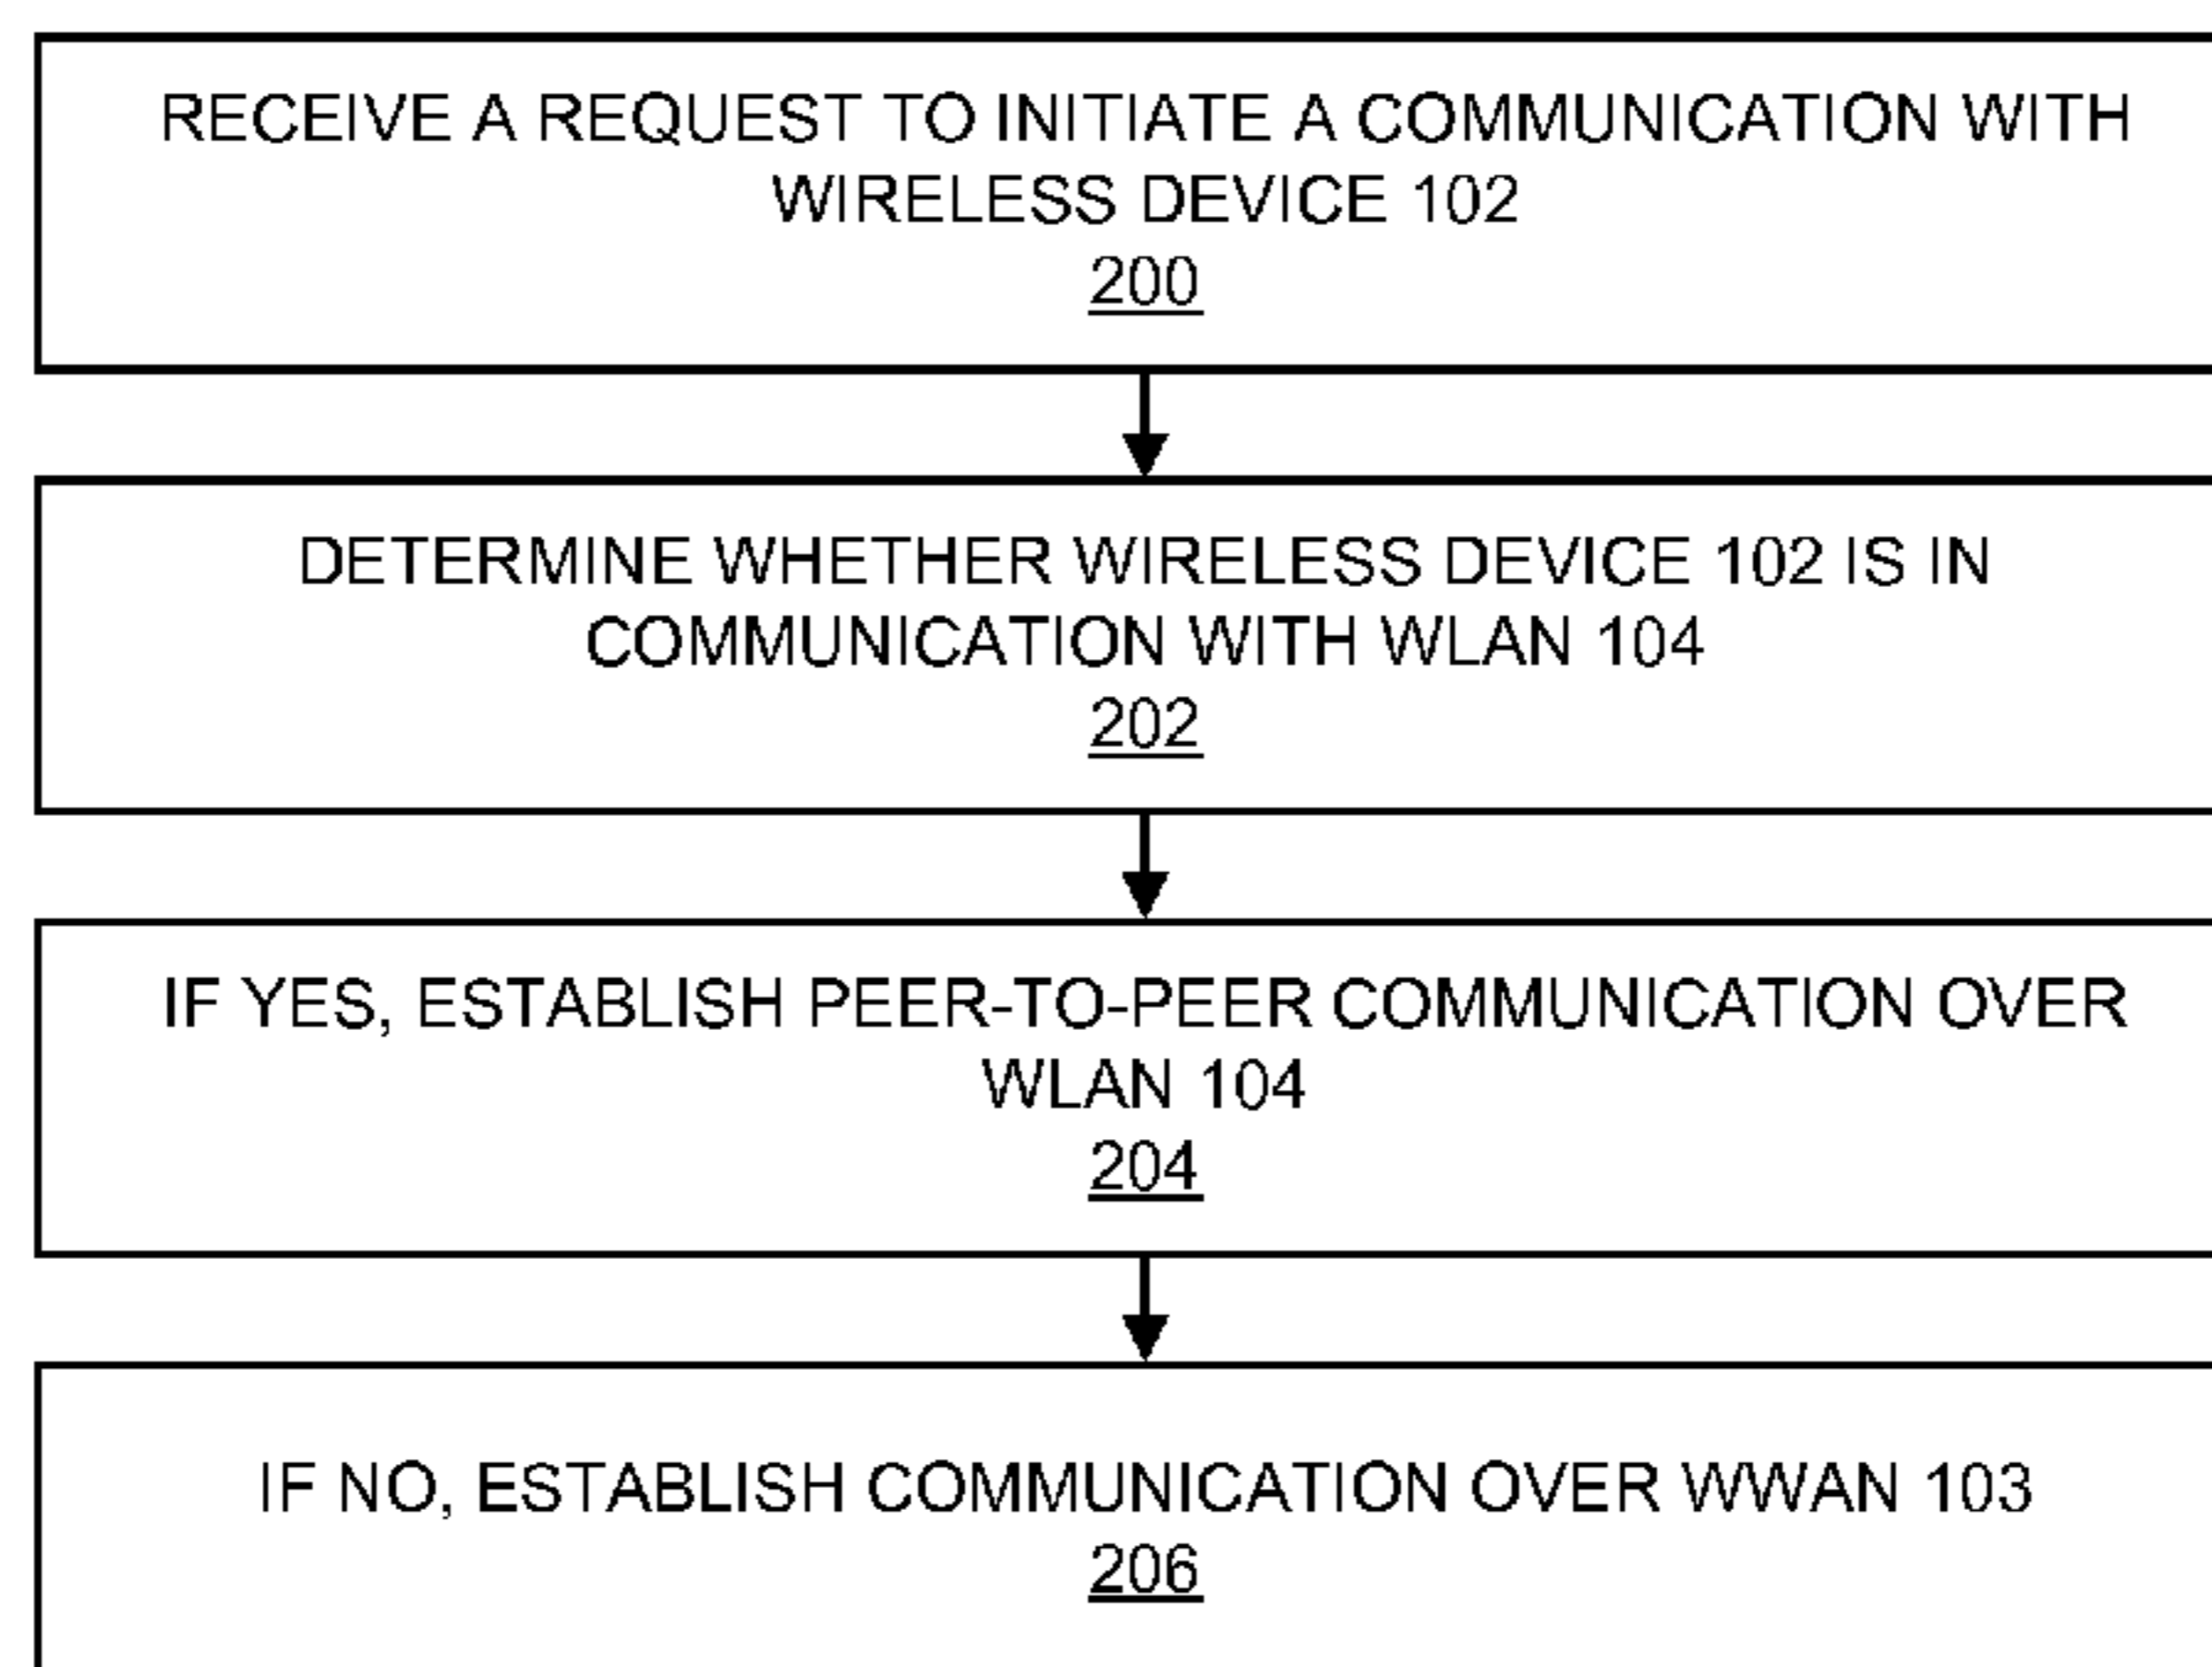 RECEIVE A REQUEST TO INITIATE A COMMUNICATION WITH
WIRELESS DEVICE 102
200
DETERMINE WHETHER WIRELESS DEVICE 102 IS IN
COMMUNICATION WITH WLAN 104
202
IF YES, ESTABLISH PEER-TO-PEER COMMUNICATION OVER
WLAN 104
204
IF NO, ESTABLISH COMMUNICATION OVER WWAN 103
206